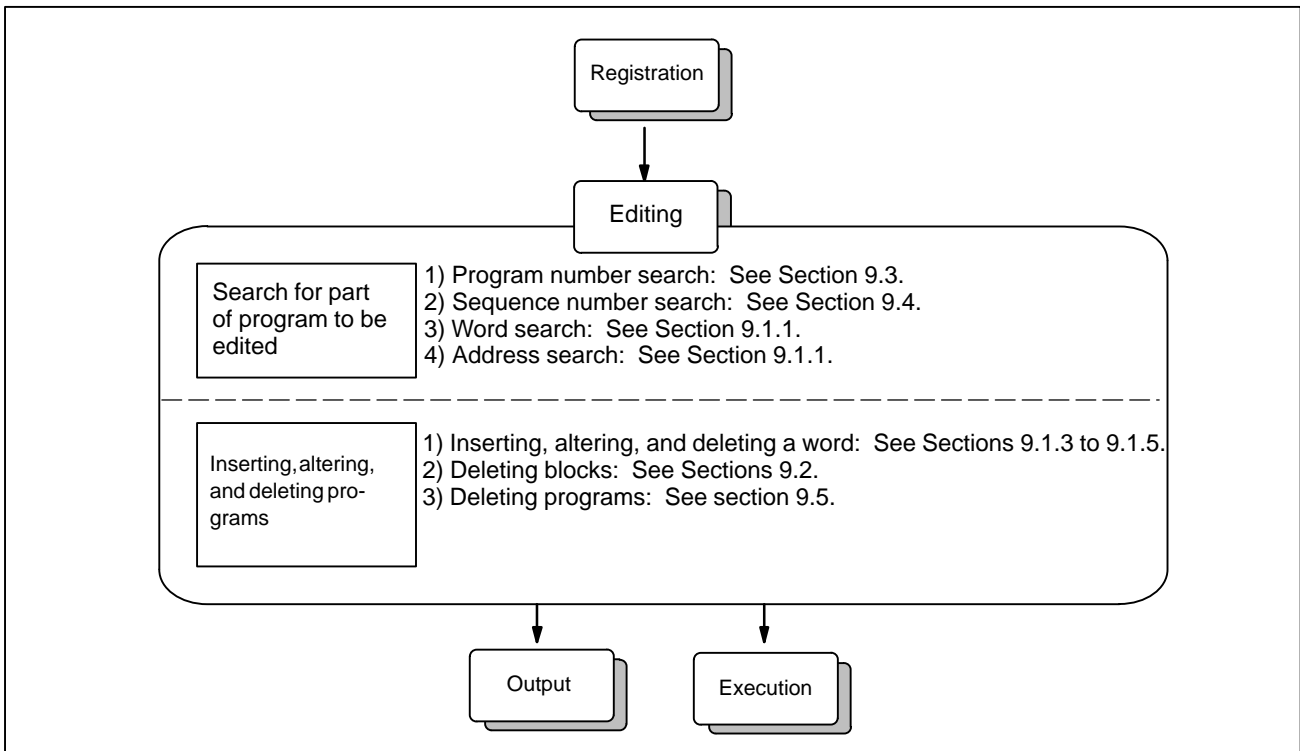 Registration
Editing
Search for part
of program to be
edited
1) Program number search: See Section 9.3.
2) Sequence number search: See Section 9.4.
3) Word search: See Section 9.1.1.
4) Address search: See Section 9.1.1.
Inserting, altering,
and deleting pro-
grams
1) Inserting, altering, and deleting a word: See Sections 9.1.3 to 9.1.5.
2) Deleting blocks: See Sections 9.2.
3) Deleting programs: See section 9.5.
Output
Execution